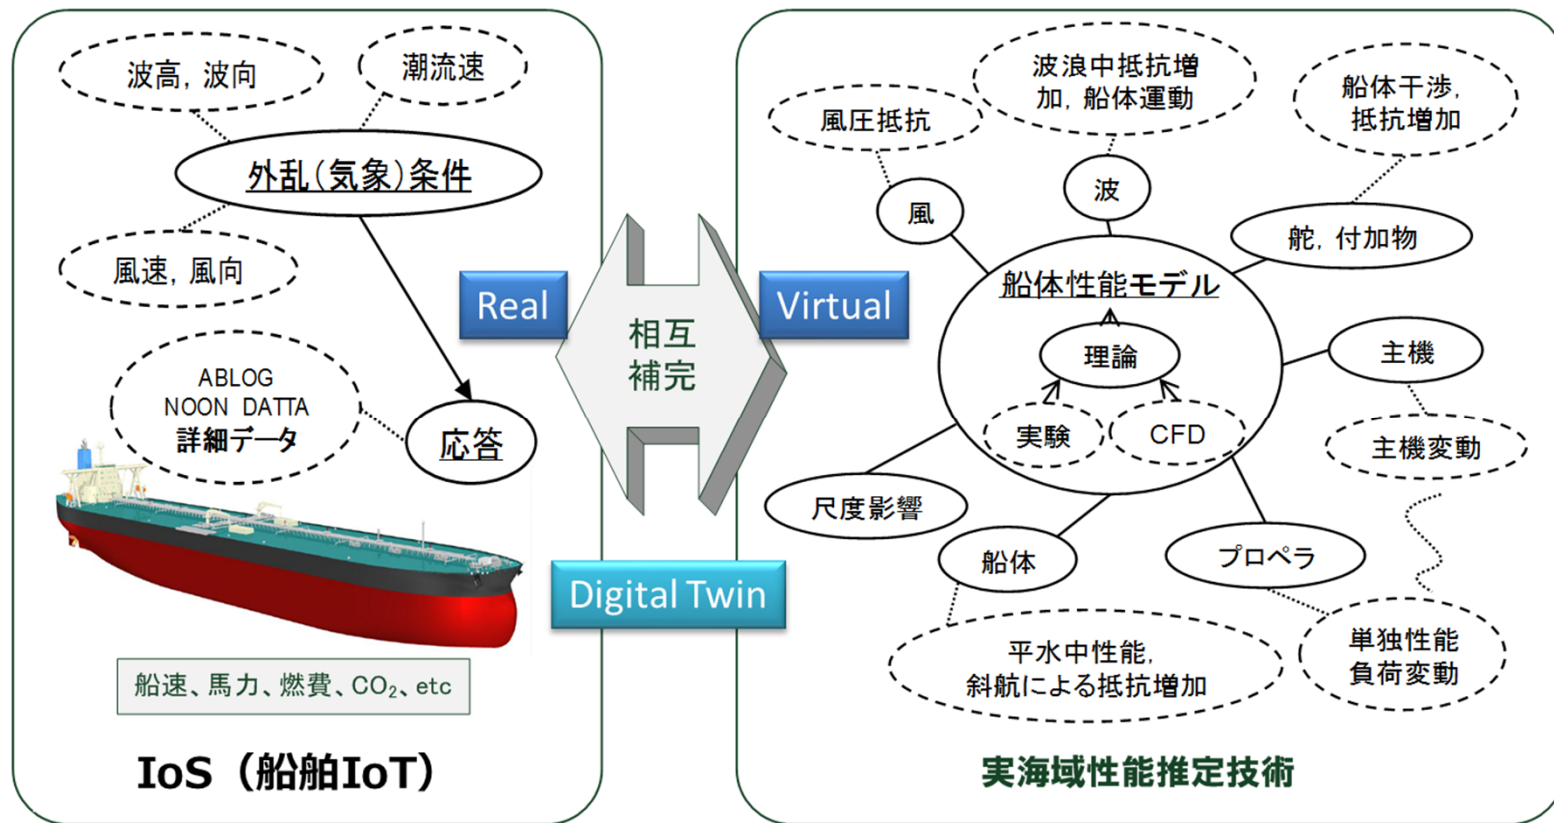 波高，波向
潮流速
外乱（気象）条件
風速，風向
ABLOG
NOON DATTA
詳細データ
応答
船速、馬力、燃費、CO₂、etc
IoS（船舶IoT）
Real
相互
補完
Virtual
Digital Twin
風圧抵抗
波浪中抵抗増
加，船体運動
船体干渉，
抵抗増加
風
波
舵，付加物
船体性能モデル
理論
実験
CFD
主機
主機変動
尺度影響
船体
プロペラ
平水中性能，
斜航による抵抗増加
単独性能
負荷変動
実海域性能推定技術